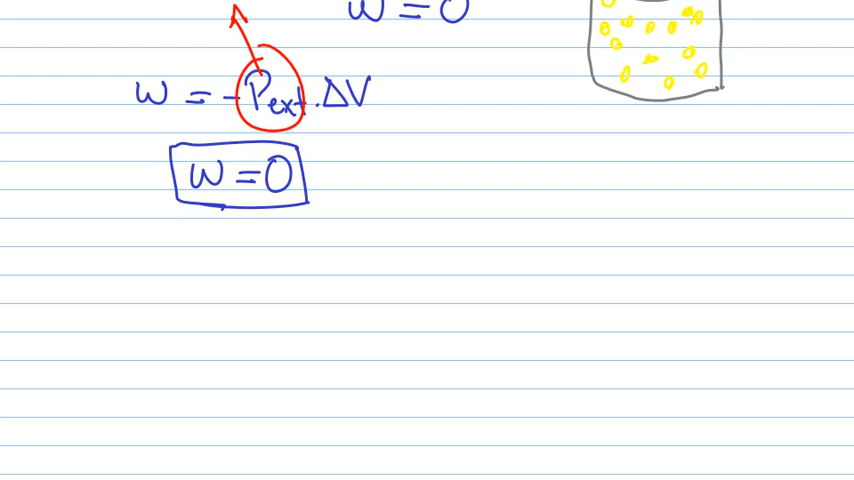 w = 0
w = -Pext . ΔV
w = 0